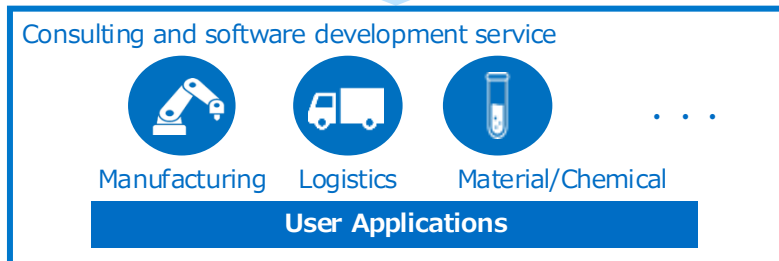 Consulting and software development service
. . .
Manufacturing Logistics Material/Chemical
User Applications